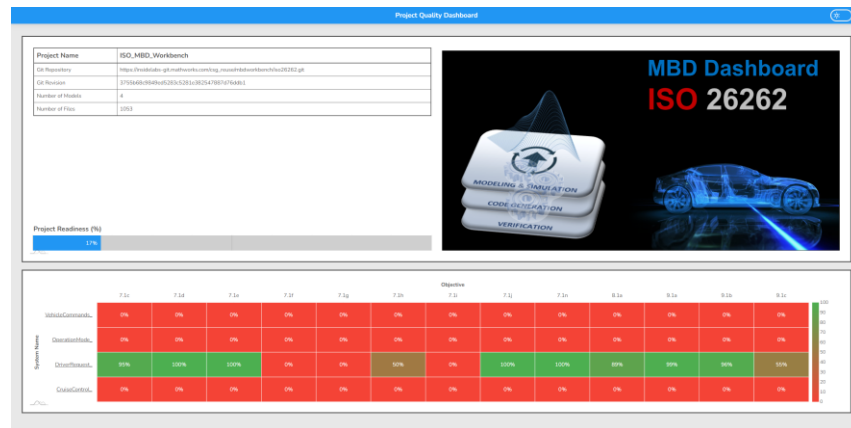 Project Quality Dashboard
Project Name ISO_MBD_Workbench
Git Repository
Git Revision
Number of Models 4
Number of Files 1053
MBD Dashboard
ISO 26262
MODELING & SIMULATION
CODE GENERATION
VERIFICATION
Project Readiness (%)
17%
Objective
7.1c 7.1d 7.1e 7.1f 7.1g 7.1h 7.1i 7.1j 7.1n 8.1a 9.1a 9.1b 9.1c
System Name
VehicleCommands... 0% 0% 0% 0% 0% 0% 0% 0% 0% 0% 0% 0% 0%
OperationMode... 0% 0% 0% 0% 0% 0% 0% 0% 0% 0% 0% 0% 0%
DriverRequest... 100% 100% 0% 0% 50% 0% 100% 100%
CruiseControl... 0% 0% 0% 0% 0% 0% 0% 0% 0% 0% 0% 0% 0%
100
90
80
70
60
50
40
30
20
10
0